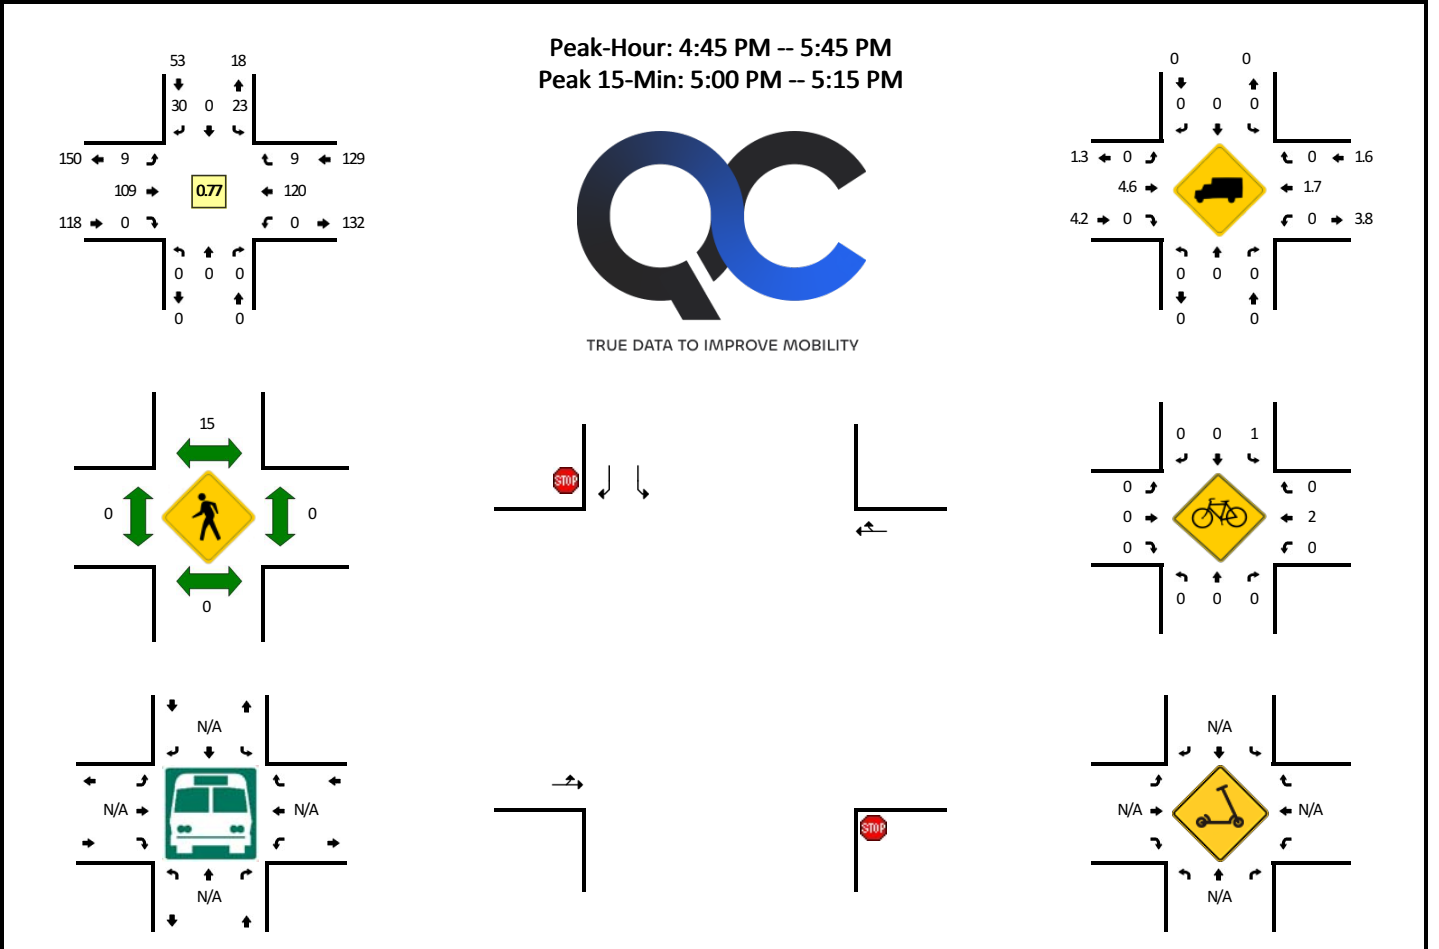 Peak-Hour: 4:45 PM -- 5:45 PM
Peak 15-Min: 5:00 PM -- 5:15 PM
53 18
30 0 23
150 9 9 129
109 0.77 120
118 0 0 132
0 0 0
0 0
TRUE DATA TO IMPROVE MOBILITY
0 0
0 0 0
1.3 0 0 1.6
4.6 1.7
4.2 0 0 3.8
0 0 0
0 0
15
0 0
0
STOP
STOP
0 0 1
0 0
0 2
0 0
0 0 0
N/A
N/A N/A
N/A
N/A
N/A N/A
N/A